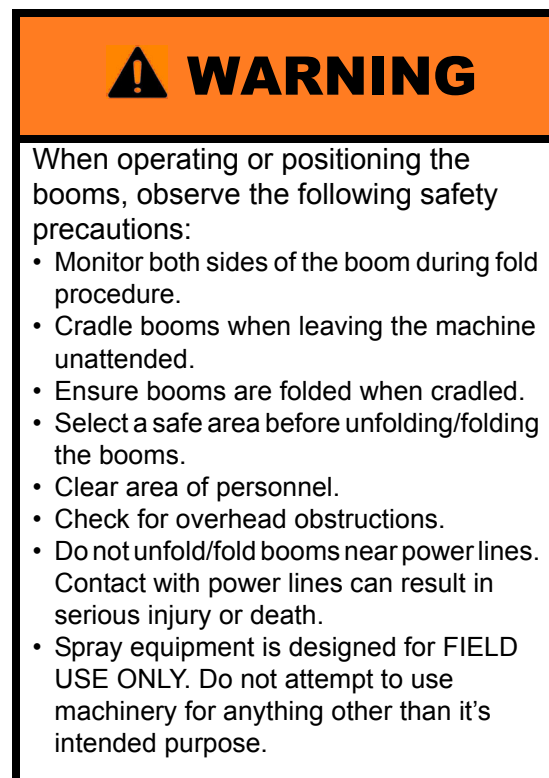 WARNING
When operating or positioning the
booms, observe the following safety
precautions:
• Monitor both sides of the boom during fold
procedure.
• Cradle booms when leaving the machine
unattended.
• Ensure booms are folded when cradled.
• Select a safe area before unfolding/folding
the booms.
• Clear area of personnel.
• Check for overhead obstructions.
• Do not unfold/fold booms near power lines.
Contact with power lines can result in
serious injury or death.
• Spray equipment is designed for FIELD
USE ONLY. Do not attempt to use
machinery for anything other than it’s
intended purpose.